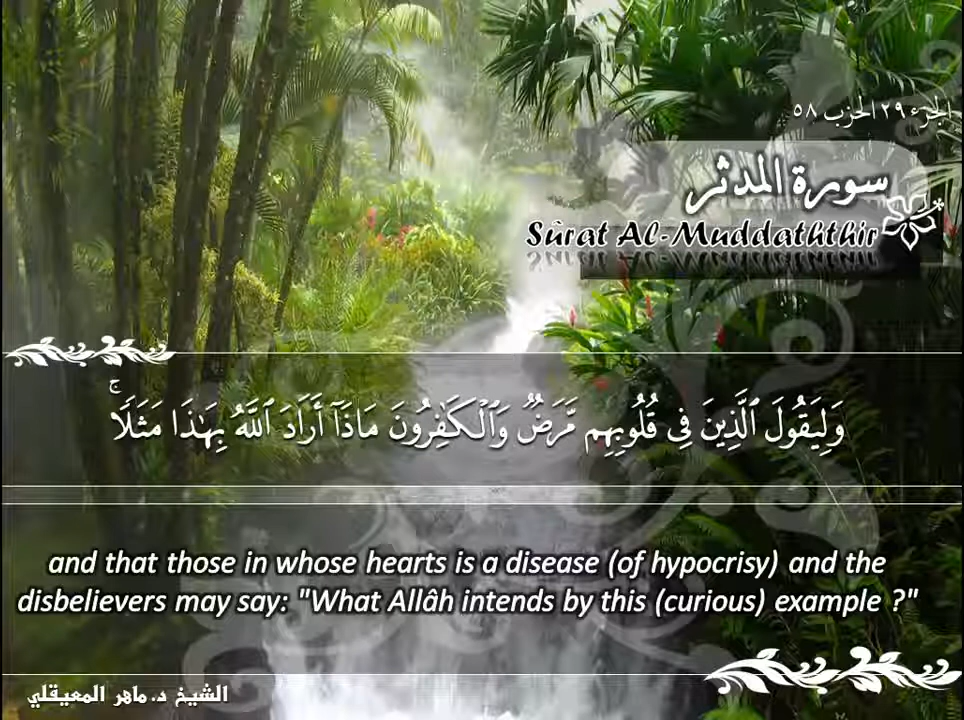 الجزء ٢٩ الحزب ٥٨
سورة المدثر
Sûrat Al-Muddaththir
وَلِيَقُولَ ٱلَّذِينَ فِى قُلُوبِهِم مَّرَضٌ وَٱلْكَـٰفِرُونَ مَاذَآ أَرَادَ ٱللَّهُ بِهَـٰذَا مَثَلًا ۚ
and that those in whose hearts is a disease (of hypocrisy) and the
disbelievers may say: "What Allâh intends by this (curious) example ?"
الشيخ د. ماهر المعيقلي